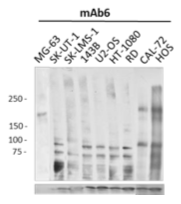 mAb6
MG-63
SK-UT-1
SK-LMS-1
1438
U2-OS
HT-1080
RD
CAL-72
HOS
250-
150-
100-
75-